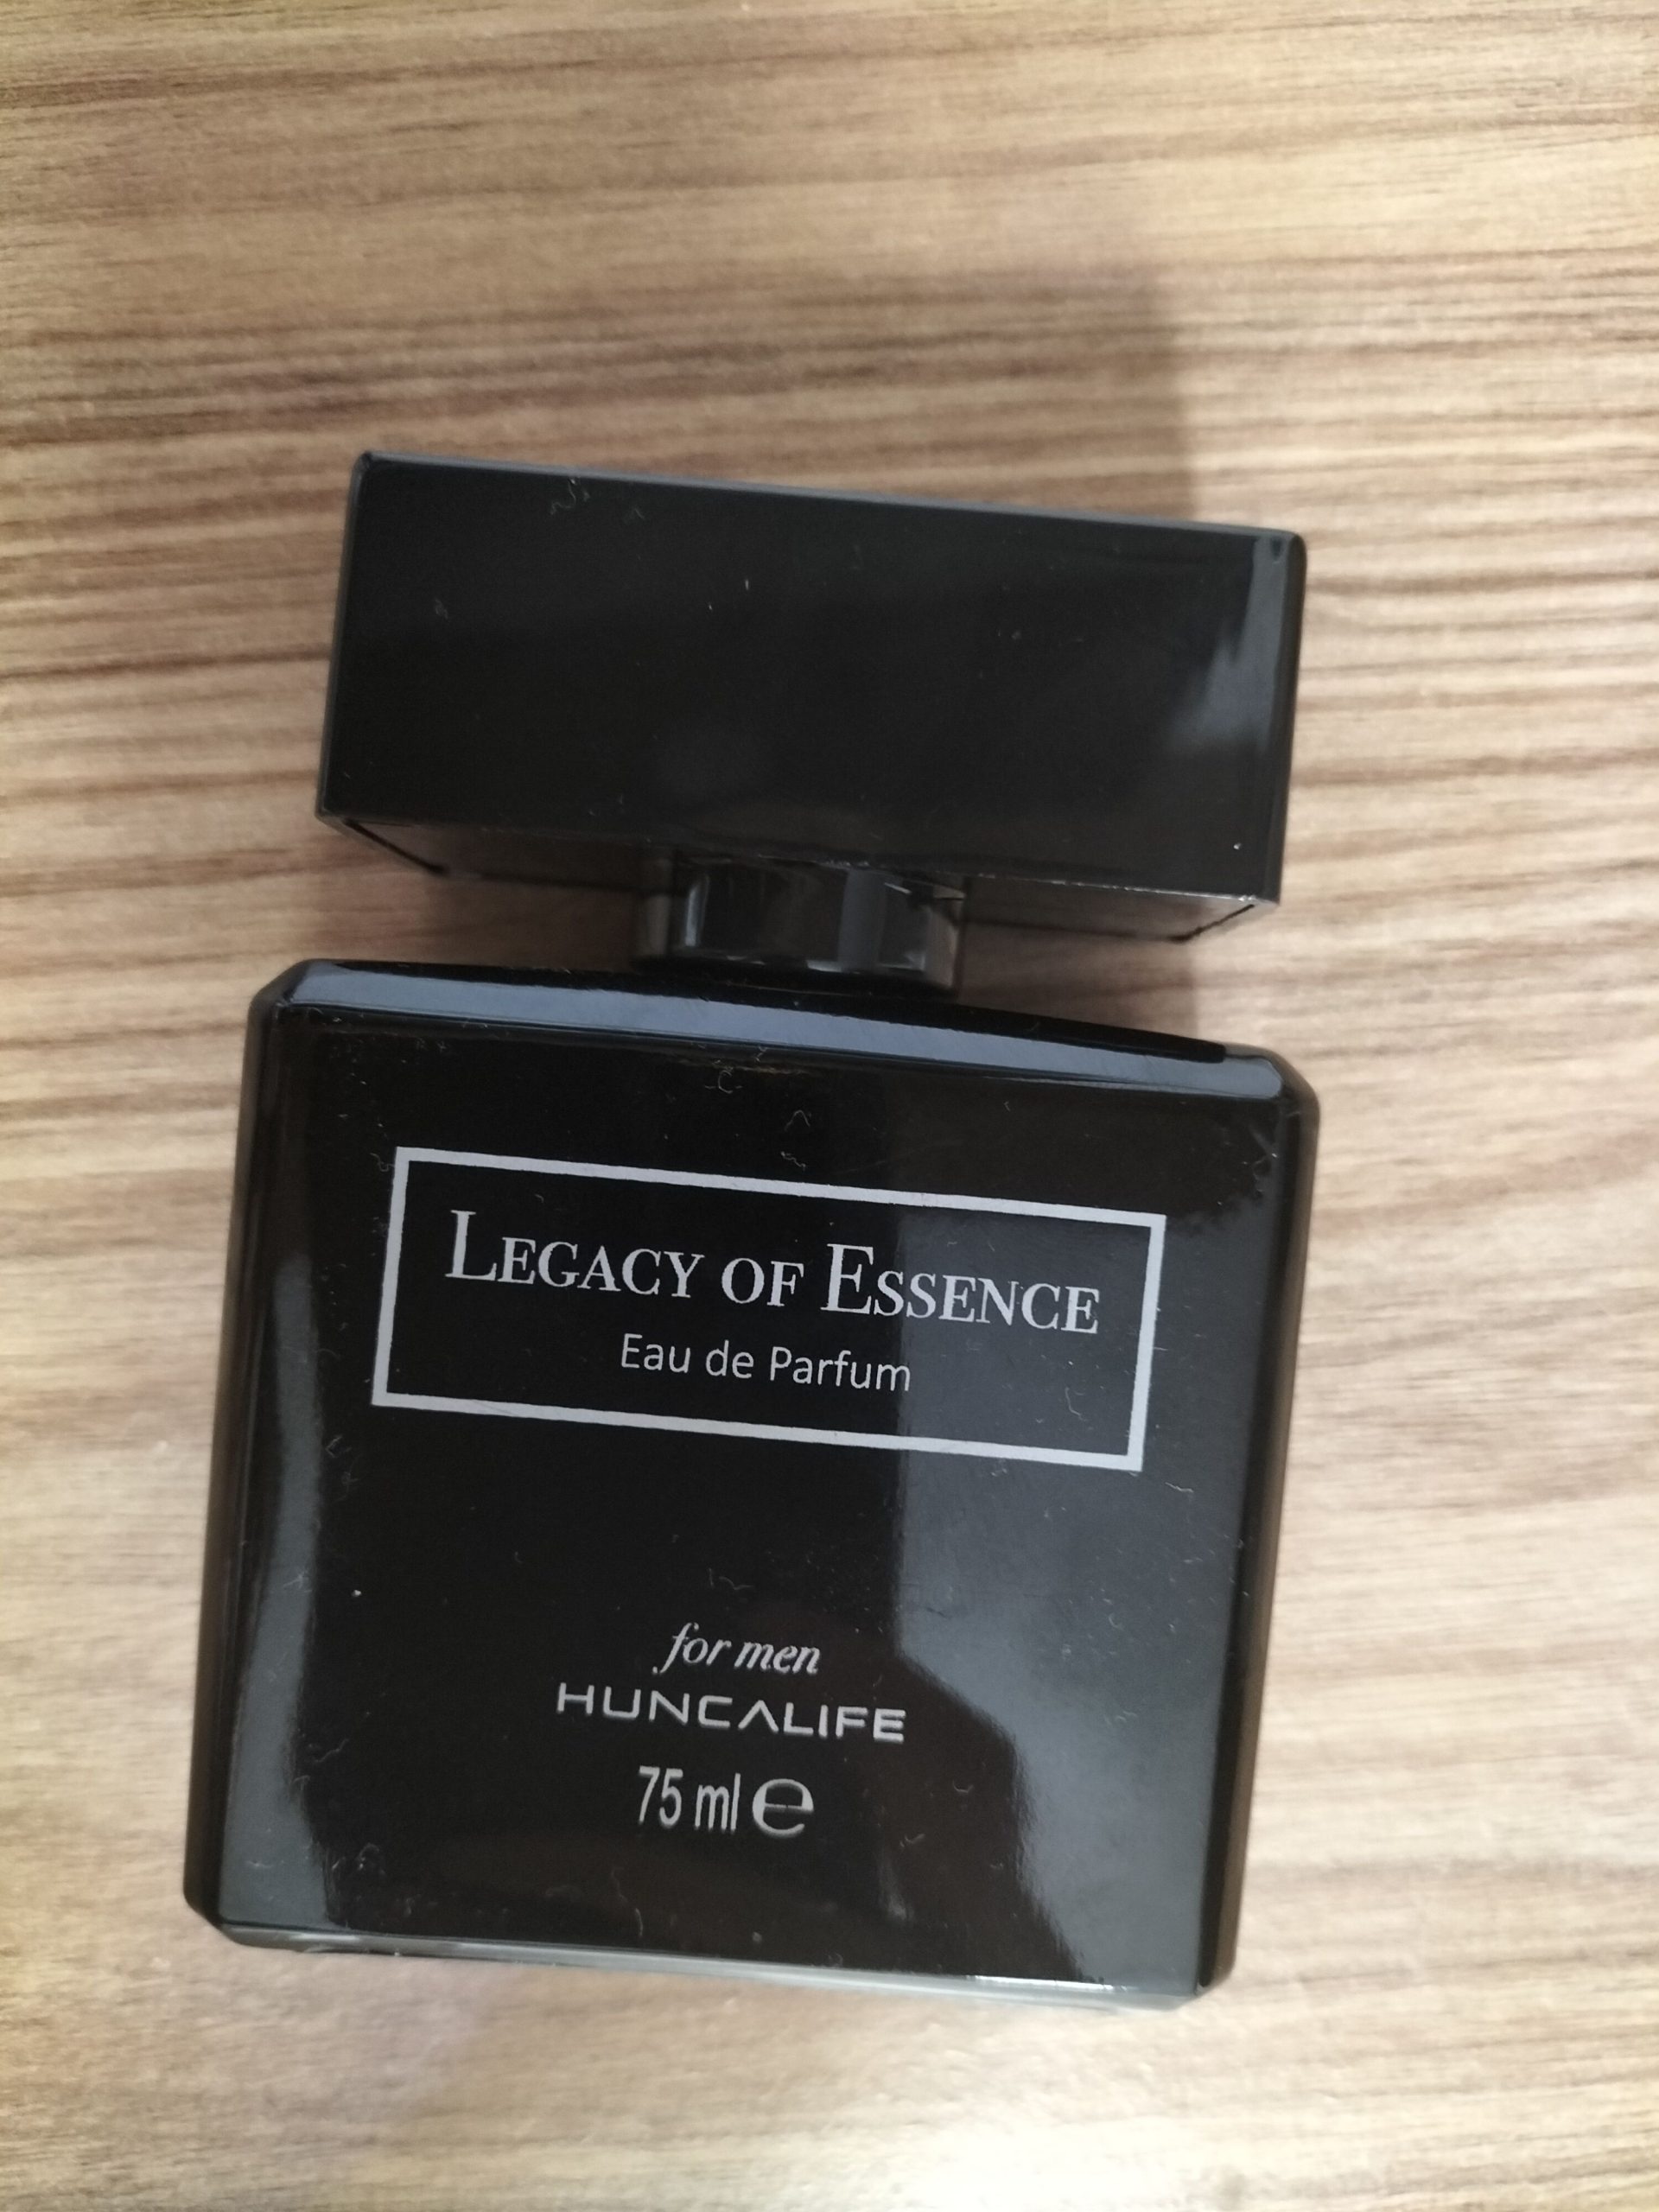 LEGACY OF ESSENCE
Eau de Parfum
for men
HUNCALIFE
75 ml e